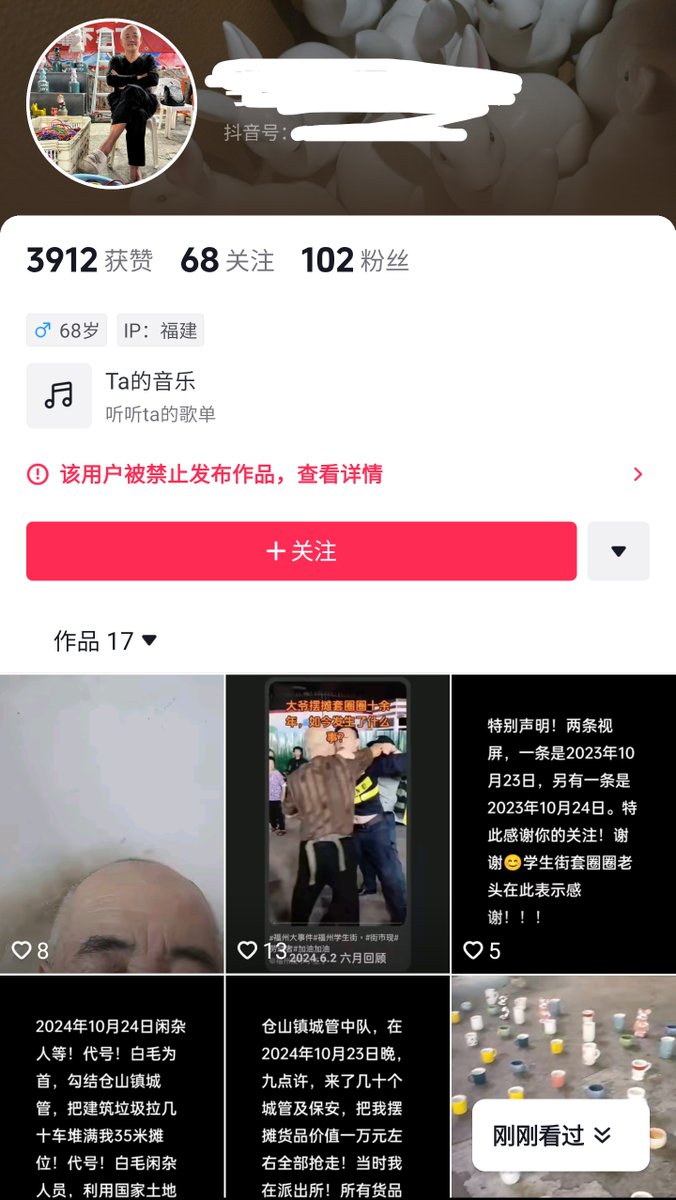 抖音号：
3912 获赞 68 关注 102 粉丝
♂ 68岁 IP：福建
Ta的音乐
听听ta的歌单
该用户被禁止发布作品，查看详情
＋关注
作品 17
大爷摆摊套圈圈十余
年，如今发生了什么
事?
#福州大事件#福州学生街
#加油加油
2024.6.2 六月回顾
8
13
特别声明！两条视
屏，一条是2023年10
月23日，另有一条是
2023年10月24日。特
此感谢你的关注！谢
谢😊学生街套圈圈老
头在此表示感
谢！！！
5
2024年10月24日闲杂
人等！代号！白毛为
首，勾结仓山镇城
管，把建筑垃圾拉几
十车堆满我35米摊
位！代号！白毛闲杂
人员，利用国家土地
仓山镇城管中队，在
2024年10月23日晚，
九点许，来了几十个
城管及保安，把我摆
摊货品价值一万元左
右全部抢走！当时我
在派出所！所有货品
刚刚看过